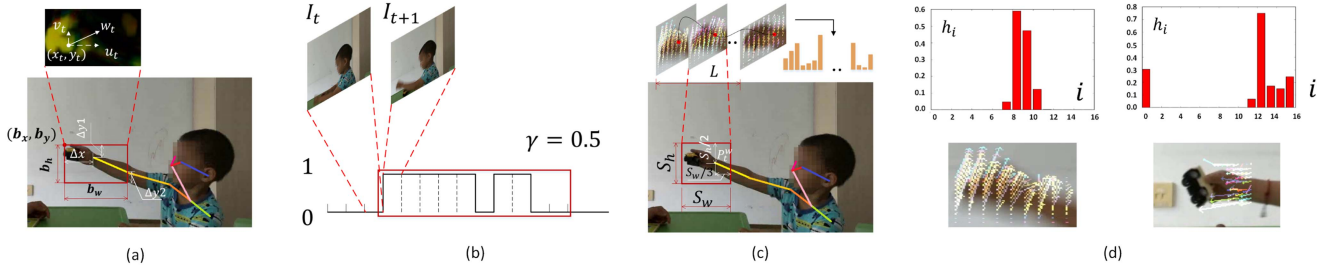 v_t w_t
(x_t, y_t) u_t
(b_x, b_y)
Δy1
Δx
b_h
b_w
Δy2
(a)
I_t I_{t+1}
γ = 0.5
1
0
(b)
L
S_h
S_h/2
P_t^w
S_w/3
S_w
(c)
h_i
0.6
0.5
0.4
0.3
0.2
0.1
0.0
0 2 4 6 8 10 12 14 16
i
h_i
0.8
0.7
0.6
0.5
0.4
0.3
0.2
0.1
0.0
0 2 4 6 8 10 12 14 16
i
(d)